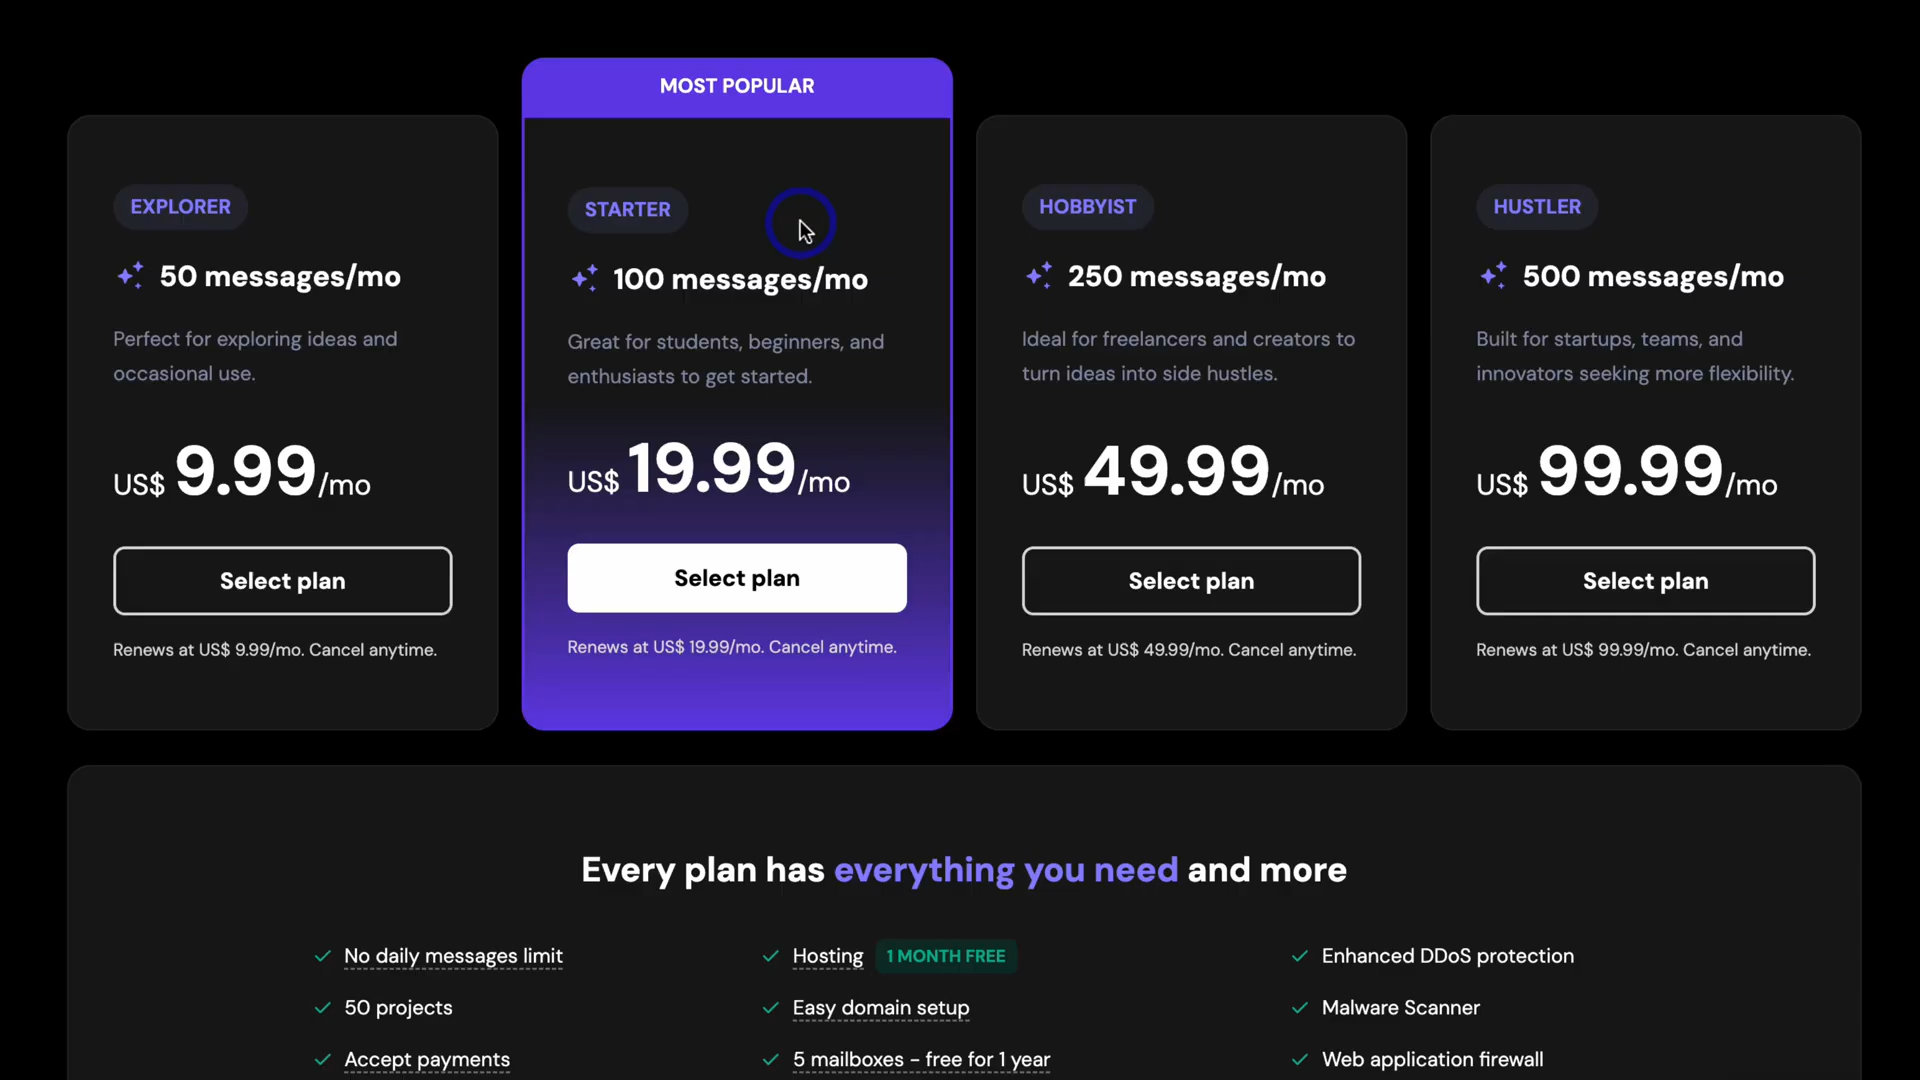 MOST POPULAR
EXPLORER
50 messages/mo
Perfect for exploring ideas and
occasional use.
US$ 9.99/mo
Select plan
Renews at US$ 9.99/mo. Cancel anytime.
STARTER
100 messages/mo
Great for students, beginners, and
enthusiasts to get started.
US$ 19.99/mo
Select plan
Renews at US$ 19.99/mo. Cancel anytime.
HOBBYIST
250 messages/mo
Ideal for freelancers and creators to
turn ideas into side hustles.
US$ 49.99/mo
Select plan
Renews at US$ 49.99/mo. Cancel anytime.
HUSTLER
500 messages/mo
Built for startups, teams, and
innovators seeking more flexibility.
US$ 99.99/mo
Select plan
Renews at US$ 99.99/mo. Cancel anytime.
Every plan has everything you need and more
No daily messages limit
50 projects
Accept payments
Hosting 1 MONTH FREE
Easy domain setup
5 mailboxes - free for 1 year
Enhanced DDoS protection
Malware Scanner
Web application firewall